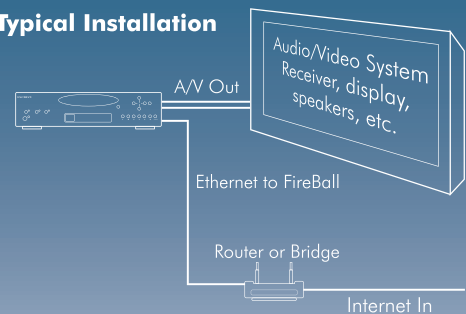 Typical Installation
Audio/Video System
Receiver, display,
speakers, etc.
A/V Out
Ethernet to FireBall
Router or Bridge
Internet In